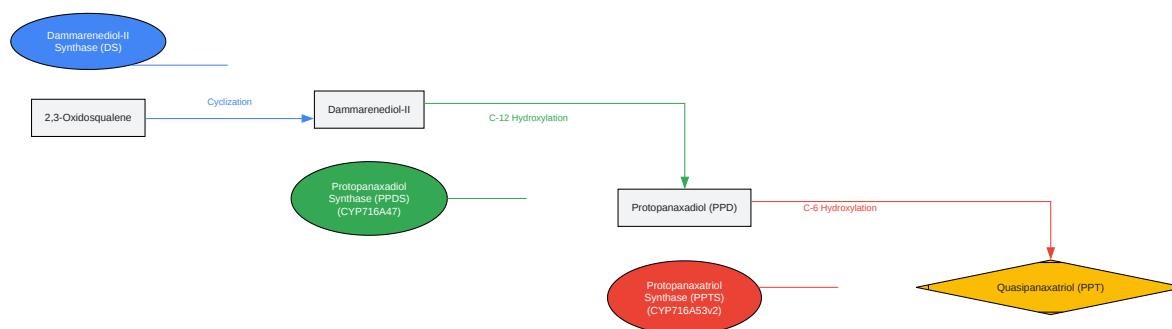 Dammarenediol-II
Synthase (DS)
2,3-Oxidosqualene
Cyclization
Dammarenediol-II
C-12 Hydroxylation
Protopanaxadiol
Synthase (PPDS)
(CYP716A47)
Protopanaxadiol (PPD)
C-6 Hydroxylation
Protopanaxatriol
Synthase (PPTS)
(CYP716A53v2)
Quasipanaxatriol (PPT)